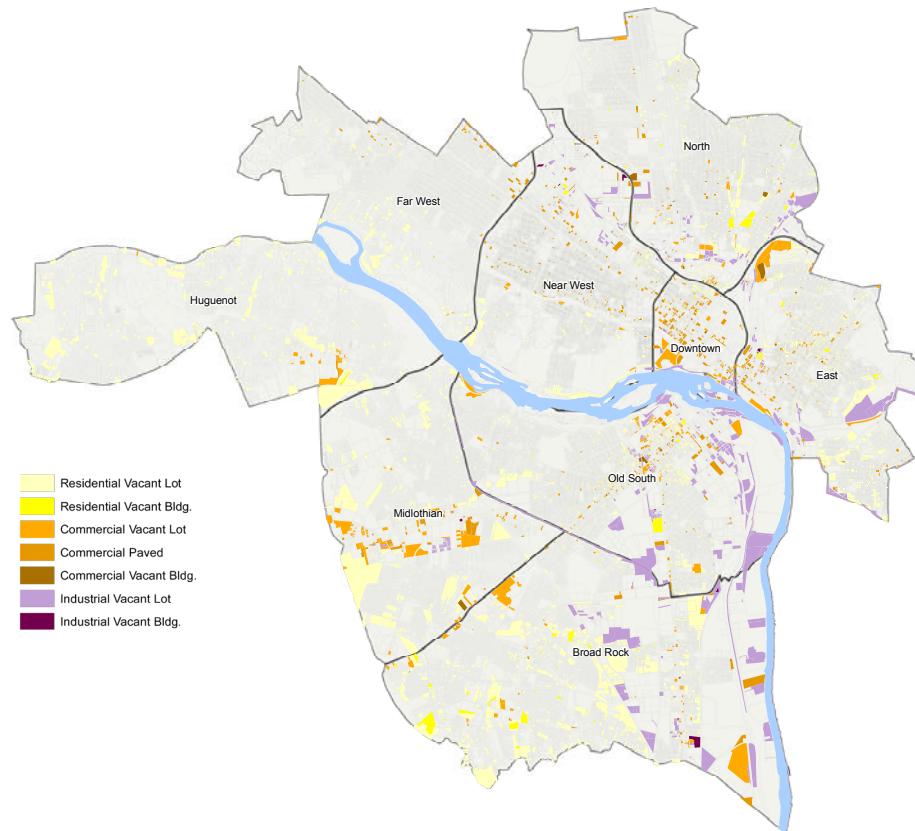 North
Far West
Near West
Huguenot
Downtown
East
Old South
Midlothian
Broad Rock
Residential Vacant Lot
Residential Vacant Bldg.
Commercial Vacant Lot
Commercial Paved
Commercial Vacant Bldg.
Industrial Vacant Lot
Industrial Vacant Bldg.